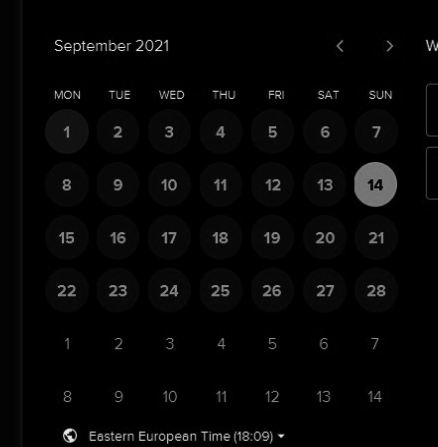 September 2021 < > W
MON TUE WED THU FRI SAT SUN
1 2 3 4 5 6 7
8 9 10 11 12 13 14
15 16 17 18 19 20 21
22 23 24 25 26 27 28
1 2 3 4 5 6 7
8 9 10 11 12 13 14
Eastern European Time (18:09)